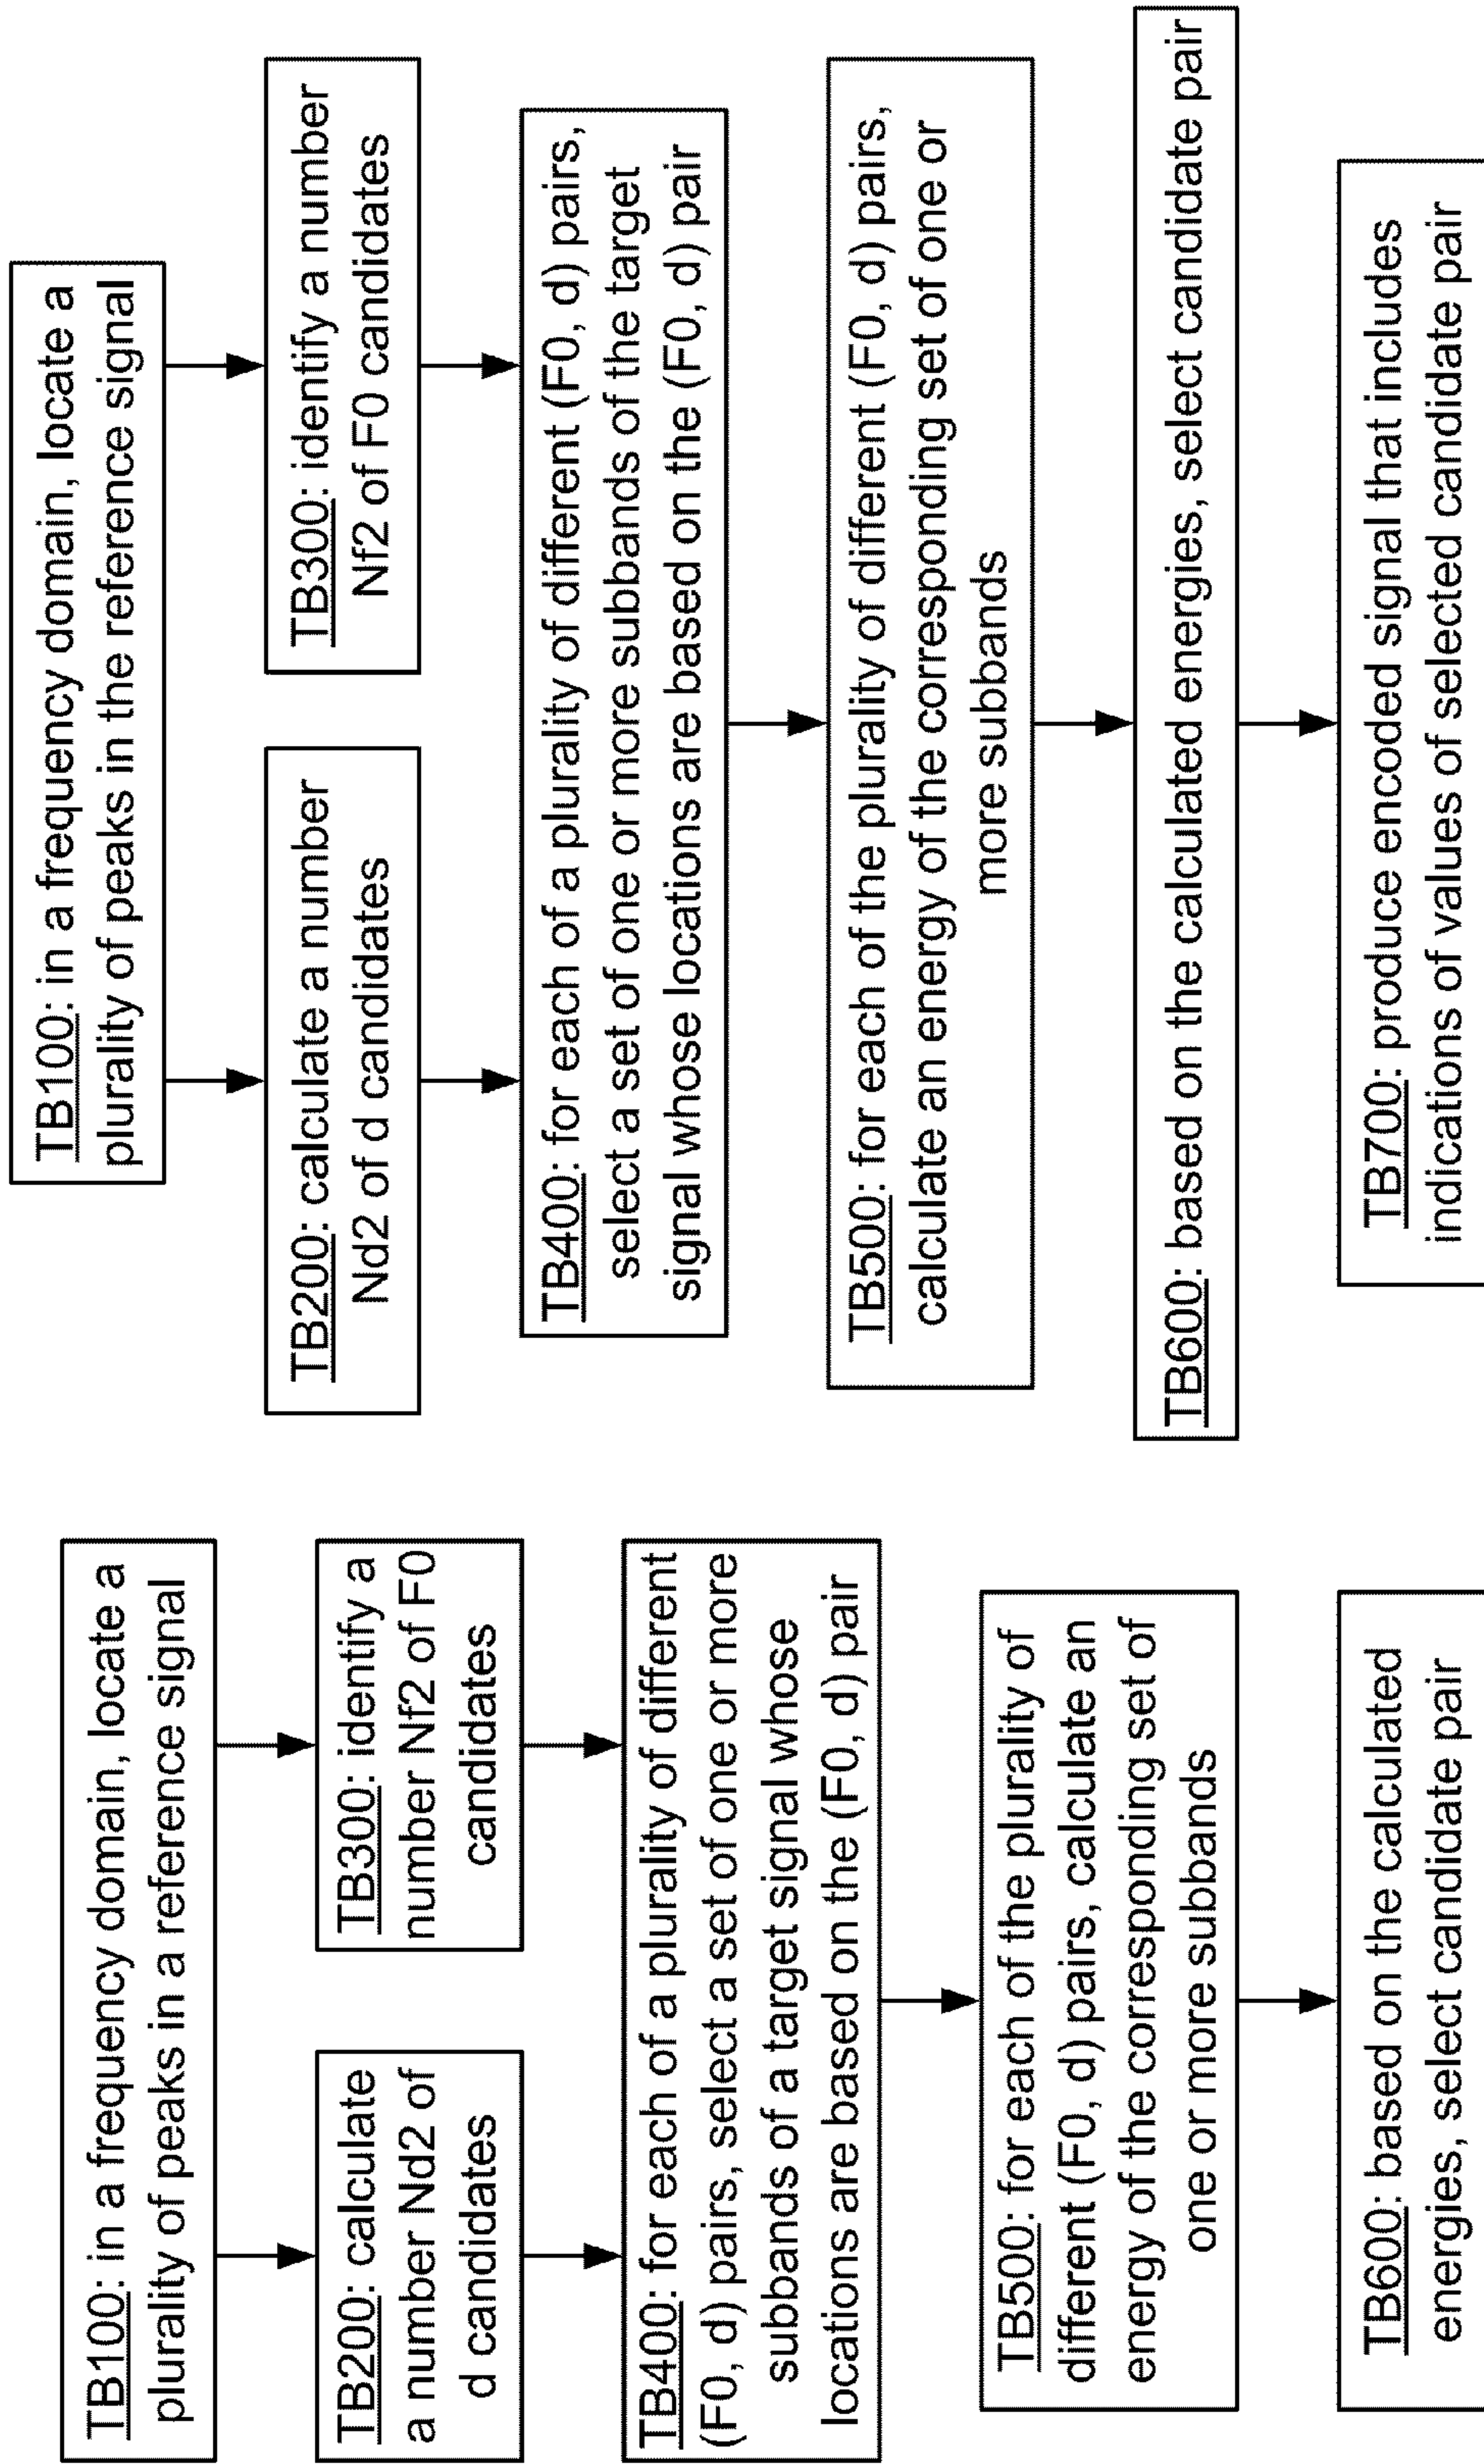 TB100: in a frequency domain, locate a
plurality of peaks in a reference signal
TB200: calculate
a number Nd2 of
d candidates
TB300: identify a
number Nf2 of F0
candidates
TB400: for each of a plurality of different
(F0, d) pairs, select a set of one or more
subbands of a target signal whose
locations are based on the (F0, d) pair
TB500: for each of the plurality of
different (F0, d) pairs, calculate an
energy of the corresponding set of
one or more subbands
TB600: based on the calculated
energies, select candidate pair
TB100: in a frequency domain, locate a
plurality of peaks in the reference signal
TB200: calculate a number
Nd2 of d candidates
TB300: identify a number
Nf2 of F0 candidates
TB400: for each of a plurality of different (F0, d) pairs,
select a set of one or more subbands of the target
signal whose locations are based on the (F0, d) pair
TB500: for each of the plurality of different (F0, d) pairs,
calculate an energy of the corresponding set of one or
more subbands
TB600: based on the calculated energies, select candidate pair
TB700: produce encoded signal that includes
indications of values of selected candidate pair